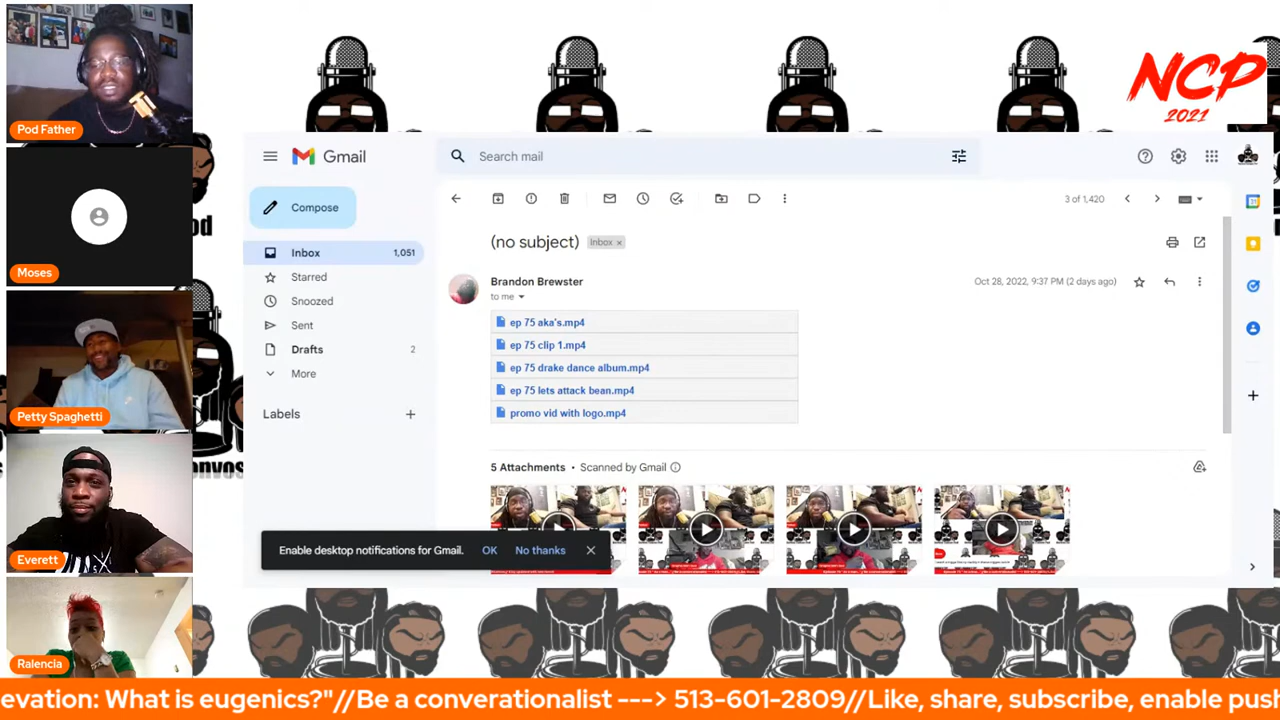 NCP
2021
Pod Father
Moses
Petty Spaghetti
Everett
Ralencia
od
onvos
Gmail
Search mail
Compose
3 of 1,420
Inbox 1,051
Starred
Snoozed
Sent
Drafts 2
More
Labels
(no subject) Inbox x
Brandon Brewster Oct 28, 2022, 9:37 PM (2 days ago)
to me
ep 75 aka's.mp4
ep 75 clip 1.mp4
ep 75 drake dance album.mp4
ep 75 lets attack bean.mp4
promo vid with logo.mp4
5 Attachments • Scanned by Gmail
Enable desktop notifications for Gmail. OK No thanks
evation: What is eugenics?"//Be a converationalist ---> 513-601-2809//Like, share, subscribe, enable push